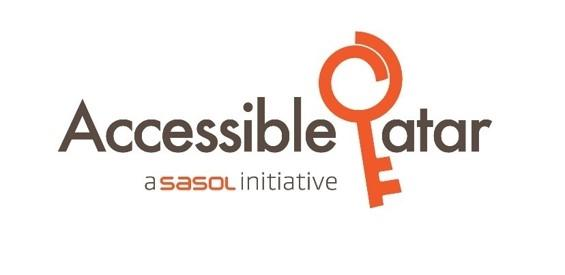 Accessible Qatar
a sasol initiative